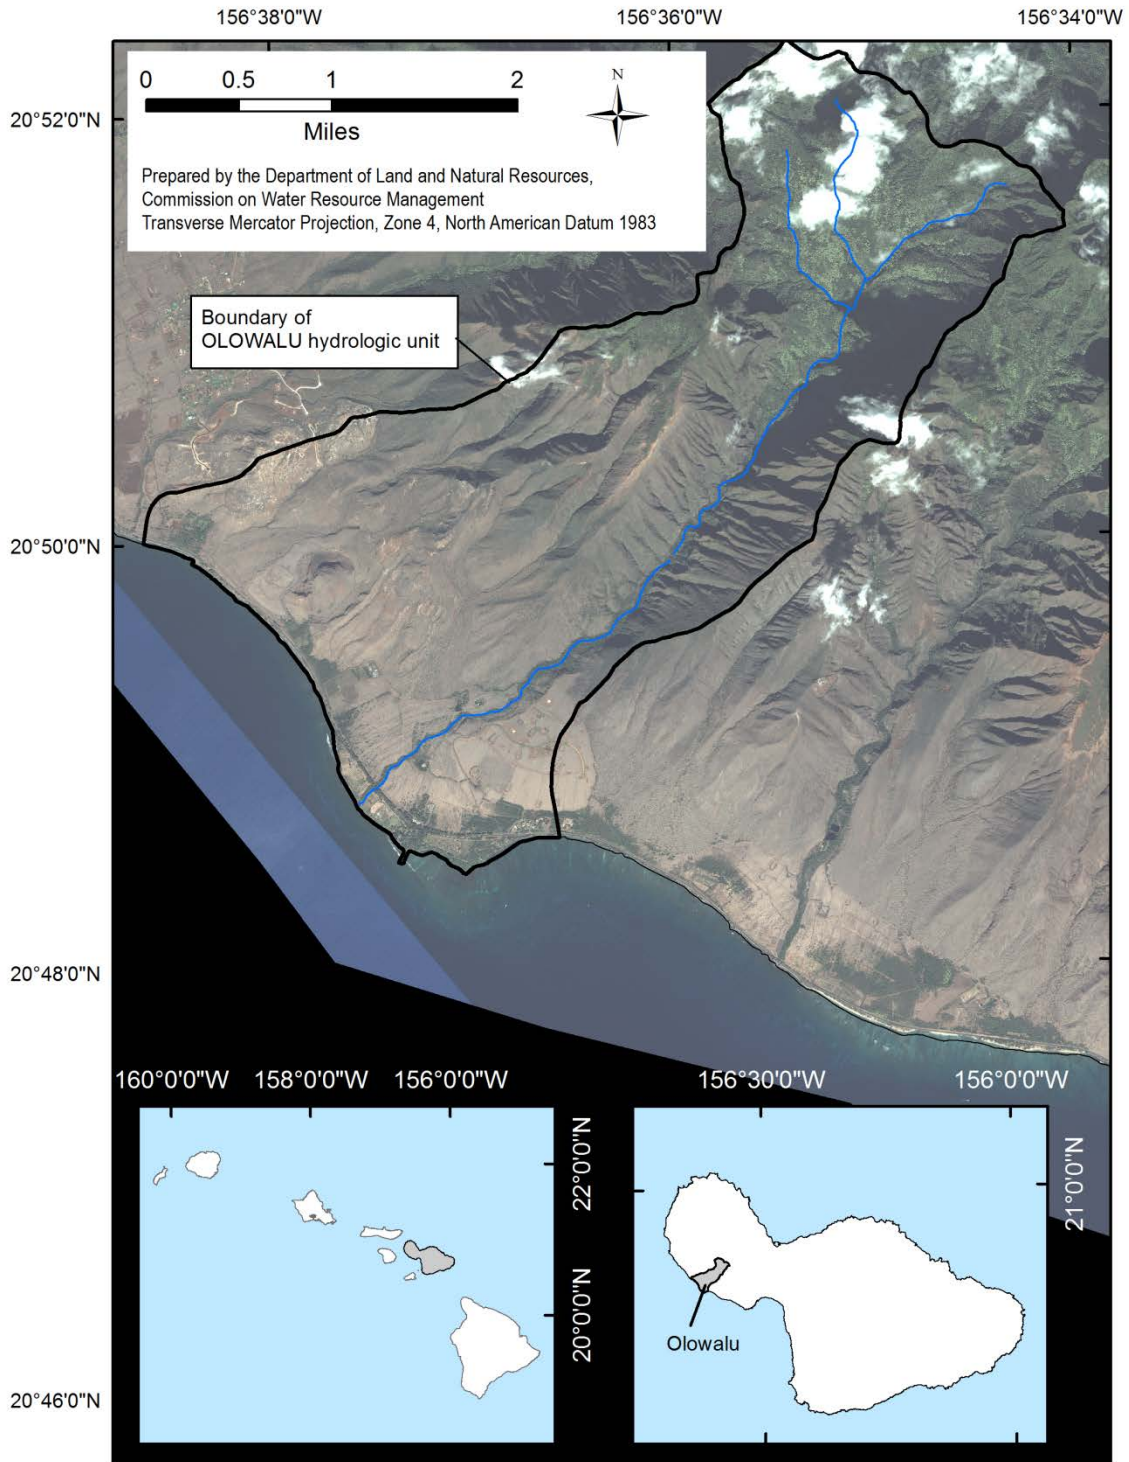 156°38'0"W 156°36'0"W 156°34'0"W
0 0.5 1 2
Miles
N
Prepared by the Department of Land and Natural Resources,
Commission on Water Resource Management
Transverse Mercator Projection, Zone 4, North American Datum 1983
20°52'0"N
Boundary of
OLOWALU hydrologic unit
20°50'0"N
20°48'0"N
160°0'0"W 158°0'0"W 156°0'0"W
22°0'0"N
20°0'0"N
156°30'0"W 156°0'0"W
21°0'0"N
Olowalu
20°46'0"N